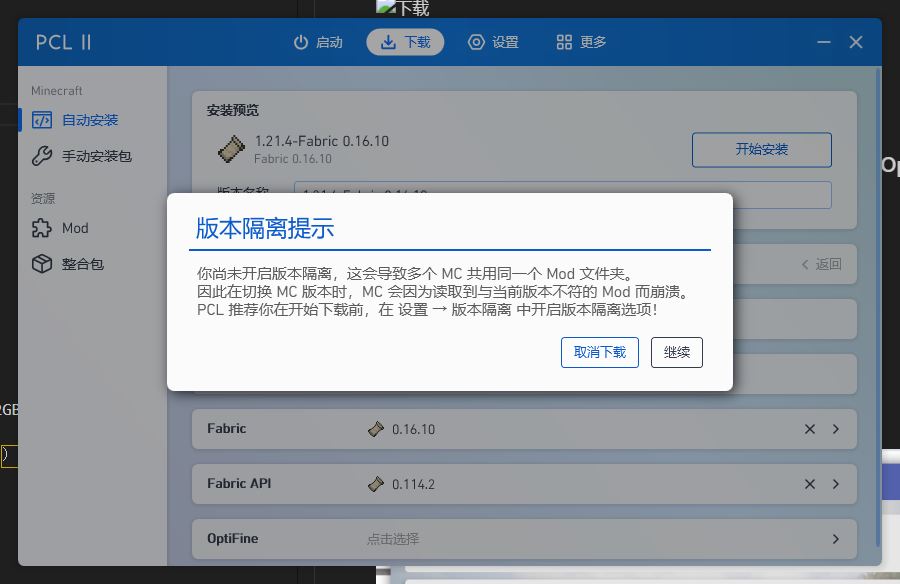 下载
PCL II
启动
下载
设置
更多
Minecraft
自动安装
手动安装包
资源
Mod
整合包
安装预览
1.21.4-Fabric 0.16.10
Fabric 0.16.10
开始安装
版本名称
1.21.4-Fabric 0.16.10
返回
版本隔离提示
你尚未开启版本隔离，这会导致多个 MC 共用同一个 Mod 文件夹。
因此在切换 MC 版本时，MC 会因为读取到与当前版本不符的 Mod 而崩溃。
PCL 推荐你在开始下载前，在 设置 → 版本隔离 中开启版本隔离选项！
取消下载
继续
Fabric
0.16.10
Fabric API
0.114.2
OptiFine
点击选择